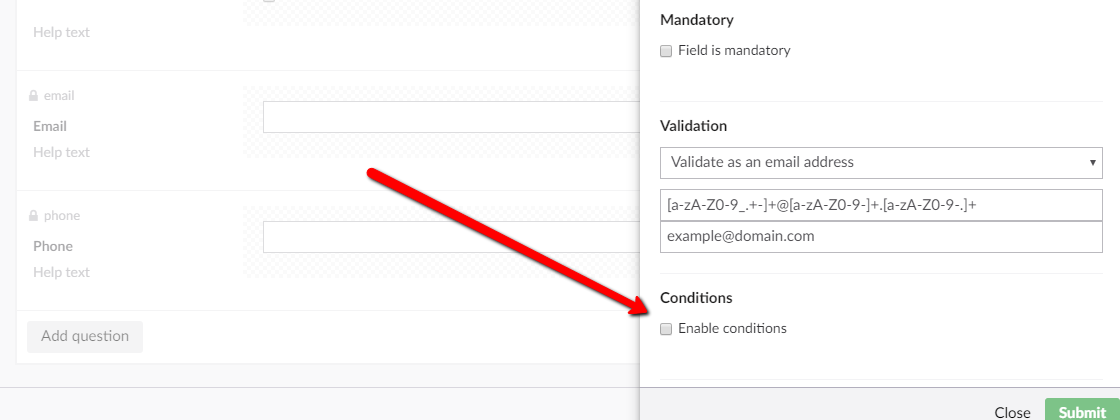 Help text
email
Email
Help text
phone
Phone
Help text
Add question
Mandatory
Field is mandatory
Validation
Validate as an email address
[a-zA-Z0-9_.+-]+@[a-zA-Z0-9-]+.[a-zA-Z0-9-.]+
example@domain.com
Conditions
Enable conditions
Close
Submit